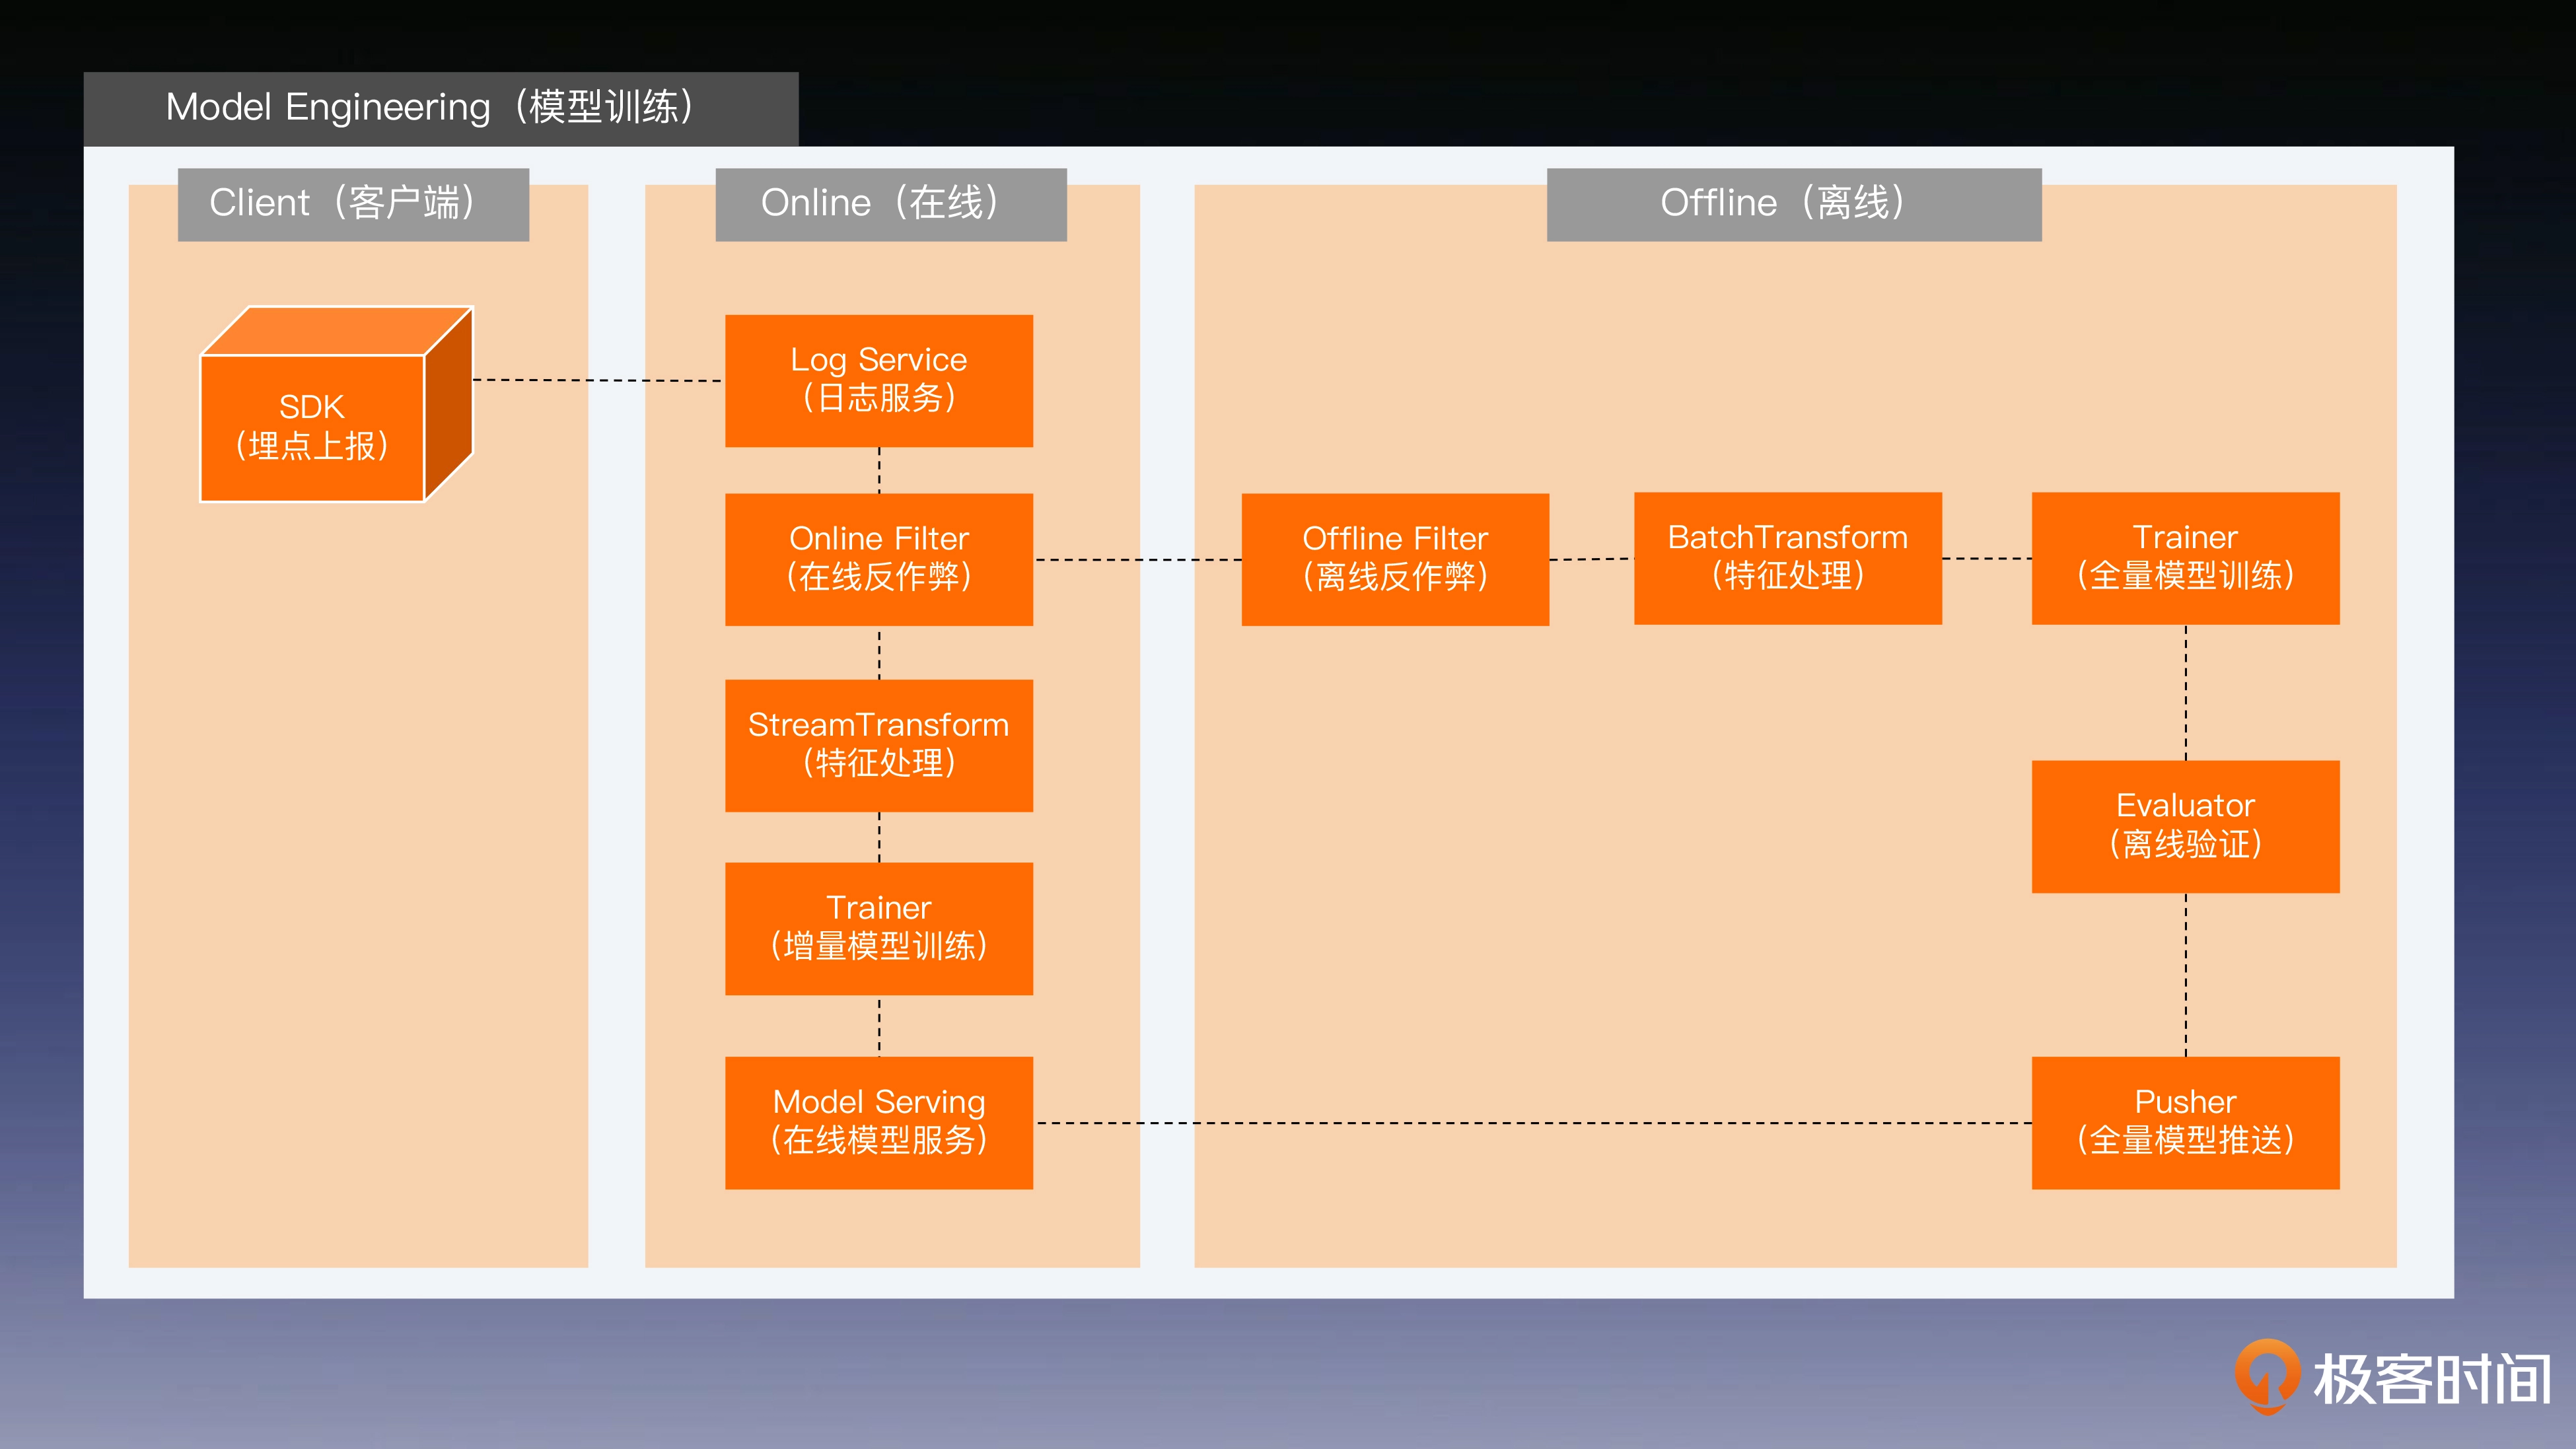 Model Engineering（模型训练）
Client（客户端）
Online（在线）
Offline（离线）
SDK
（埋点上报）
Log Service
（日志服务）
Online Filter
（在线反作弊）
Offline Filter
（离线反作弊）
BatchTransform
（特征处理）
Trainer
（全量模型训练）
StreamTransform
（特征处理）
Evaluator
（离线验证）
Trainer
（增量模型训练）
Model Serving
（在线模型服务）
Pusher
（全量模型推送）
极客时间